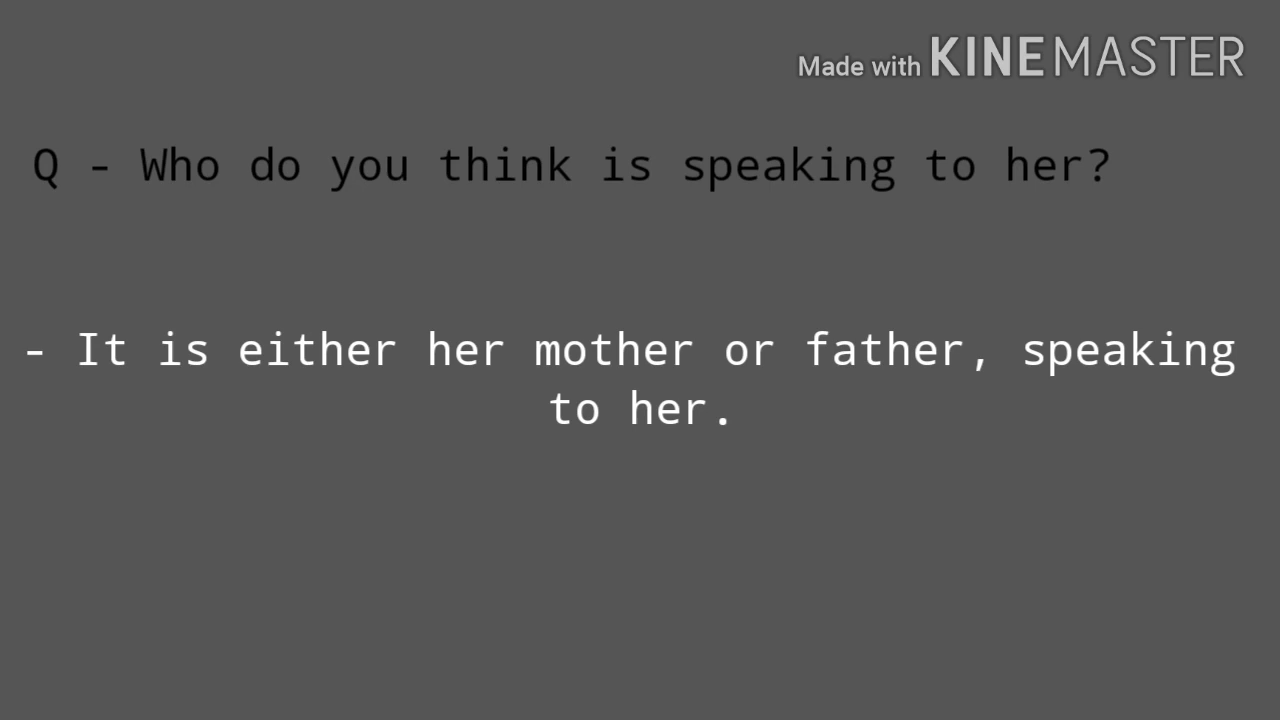 Made with KINEMASTER
Q - Who do you think is speaking to her?
- It is either her mother or father, speaking
to her.